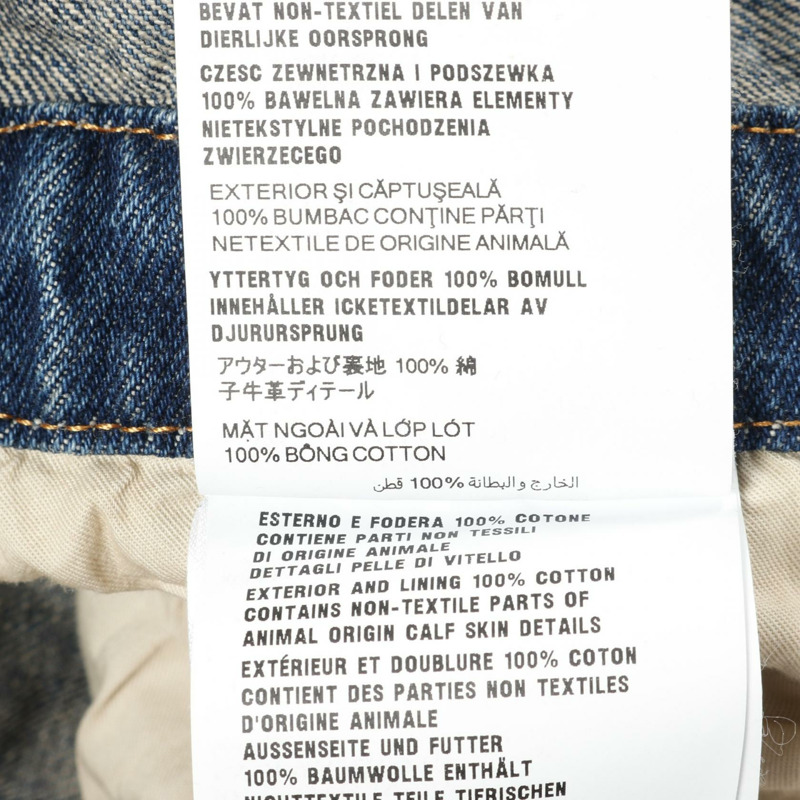 BEVAT NON-TEXTIEL DELEN VAN
DIERLIJKE OORSPRONG
CZESC ZEWNETRZNA I PODSZEWKA
100% BAWELNA ZAWIERA ELEMENTY
NIETEKSTYLNE POCHODZENIA
ZWIERZECEGO
EXTERIOR ŞI CĂPTUŞEALĂ
100% BUMBAC CONŢINE PĂRŢI
NETEXTILE DE ORIGINE ANIMALĂ
YTTERTYG OCH FODER 100% BOMULL
INNEHÅLLER ICKETEXTILDELAR AV
DJURURSPRUNG
アウターおよび裏地 100% 綿
子牛革ディテール
MẶT NGOÀI VÀ LỚP LÓT
100% BÔNG COTTON
الخارج والبطانة %100 قطن
ESTERNO E FODERA 100% COTONE
CONTIENE PARTI NON TESSILI
DI ORIGINE ANIMALE
DETTAGLI PELLE DI VITELLO
EXTERIOR AND LINING 100% COTTON
CONTAINS NON-TEXTILE PARTS OF
ANIMAL ORIGIN CALF SKIN DETAILS
EXTÉRIEUR ET DOUBLURE 100% COTON
CONTIENT DES PARTIES NON TEXTILES
D'ORIGINE ANIMALE
AUSSENSEITE UND FUTTER
100% BAUMWOLLE ENTHÄLT
NICHTTEXTILE TEILE TIERISCHEN